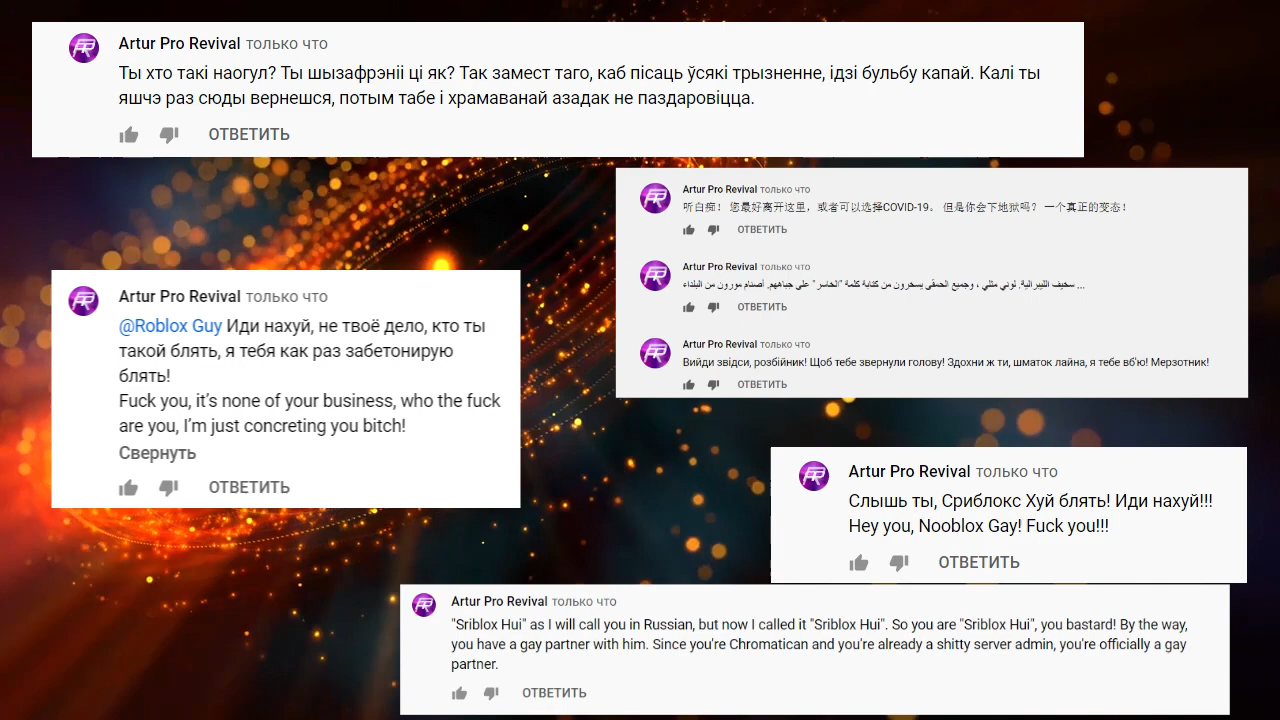 Artur Pro Revival только что
Ты хто такі наогул? Ты шызафрэніі ці як? Так замест таго, каб пісаць ўсякі трызненне, ідзі бульбу капай. Калі ты
яшчэ раз сюды вернешся, потым табе і храмаванай азадак не паздаровіцца.
ОТВЕТИТЬ
Artur Pro Revival только что
听白痴！ 您最好离开这里，或者可以选择COVID-19。 但是你会下地狱吗？ 一个真正的变态！
ОТВЕТИТЬ
Artur Pro Revival только что
سخيف الليبرالية. لوني مثلي ، وجميع الحمقى يسخرون من كتابة كلمة "الخاسر" على جباههم. أصنام مورون من البلداء ...
ОТВЕТИТЬ
Artur Pro Revival только что
Вийди звідси, розбійник! Щоб тебе звернули голову! Здохни ж ти, шматок лайна, я тебе вб'ю! Мерзотник!
ОТВЕТИТЬ
Artur Pro Revival только что
@Roblox Guy Иди нахуй, не твоё дело, кто ты
такой блять, я тебя как раз забетонирую
блять!
Fuck you, it's none of your business, who the fuck
are you, I'm just concreting you bitch!
Свернуть
ОТВЕТИТЬ
Artur Pro Revival только что
Слышь ты, Сриблокс Хуй блять! Иди нахуй!!!
Hey you, Nooblox Gay! Fuck you!!!
ОТВЕТИТЬ
Artur Pro Revival только что
"Sriblox Hui" as I will call you in Russian, but now I called it "Sriblox Hui". So you are "Sriblox Hui", you bastard! By the way,
you have a gay partner with him. Since you're Chromatican and you're already a shitty server admin, you're officially a gay
partner.
ОТВЕТИТЬ